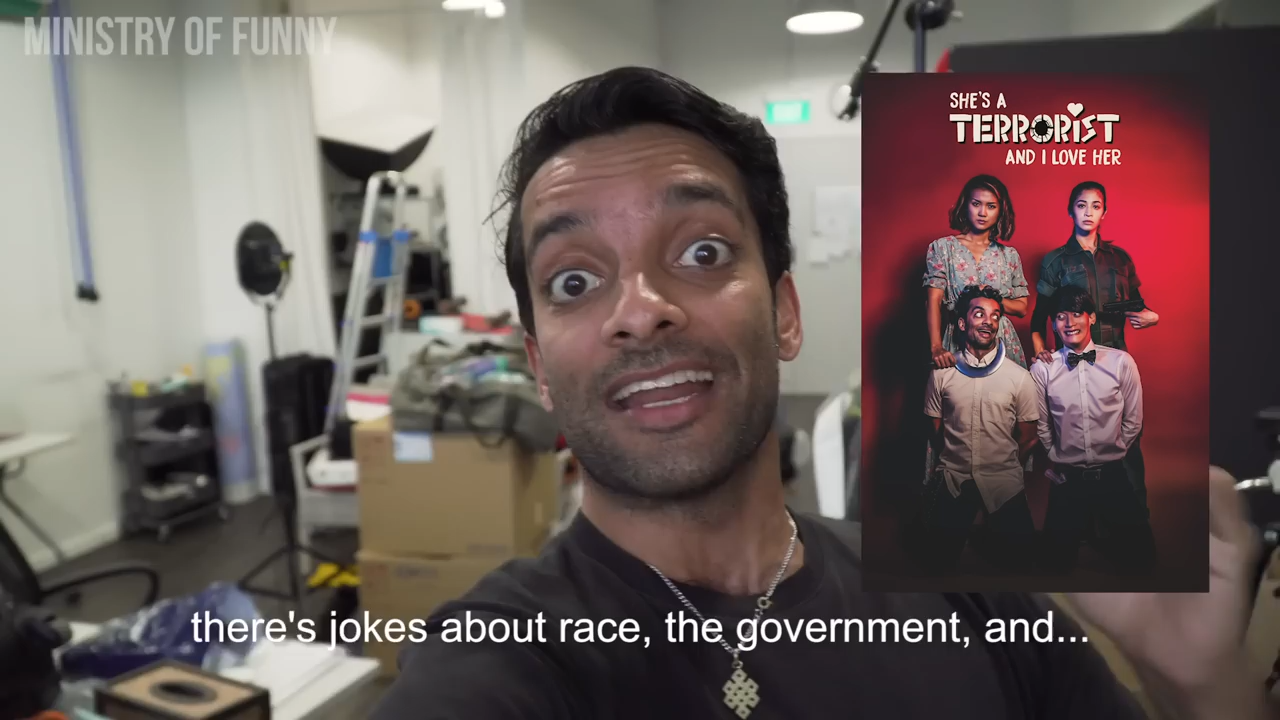 MINISTRY OF FUNNY
SHE'S A
TERRORIST
AND I LOVE HER
there's jokes about race, the government, and...